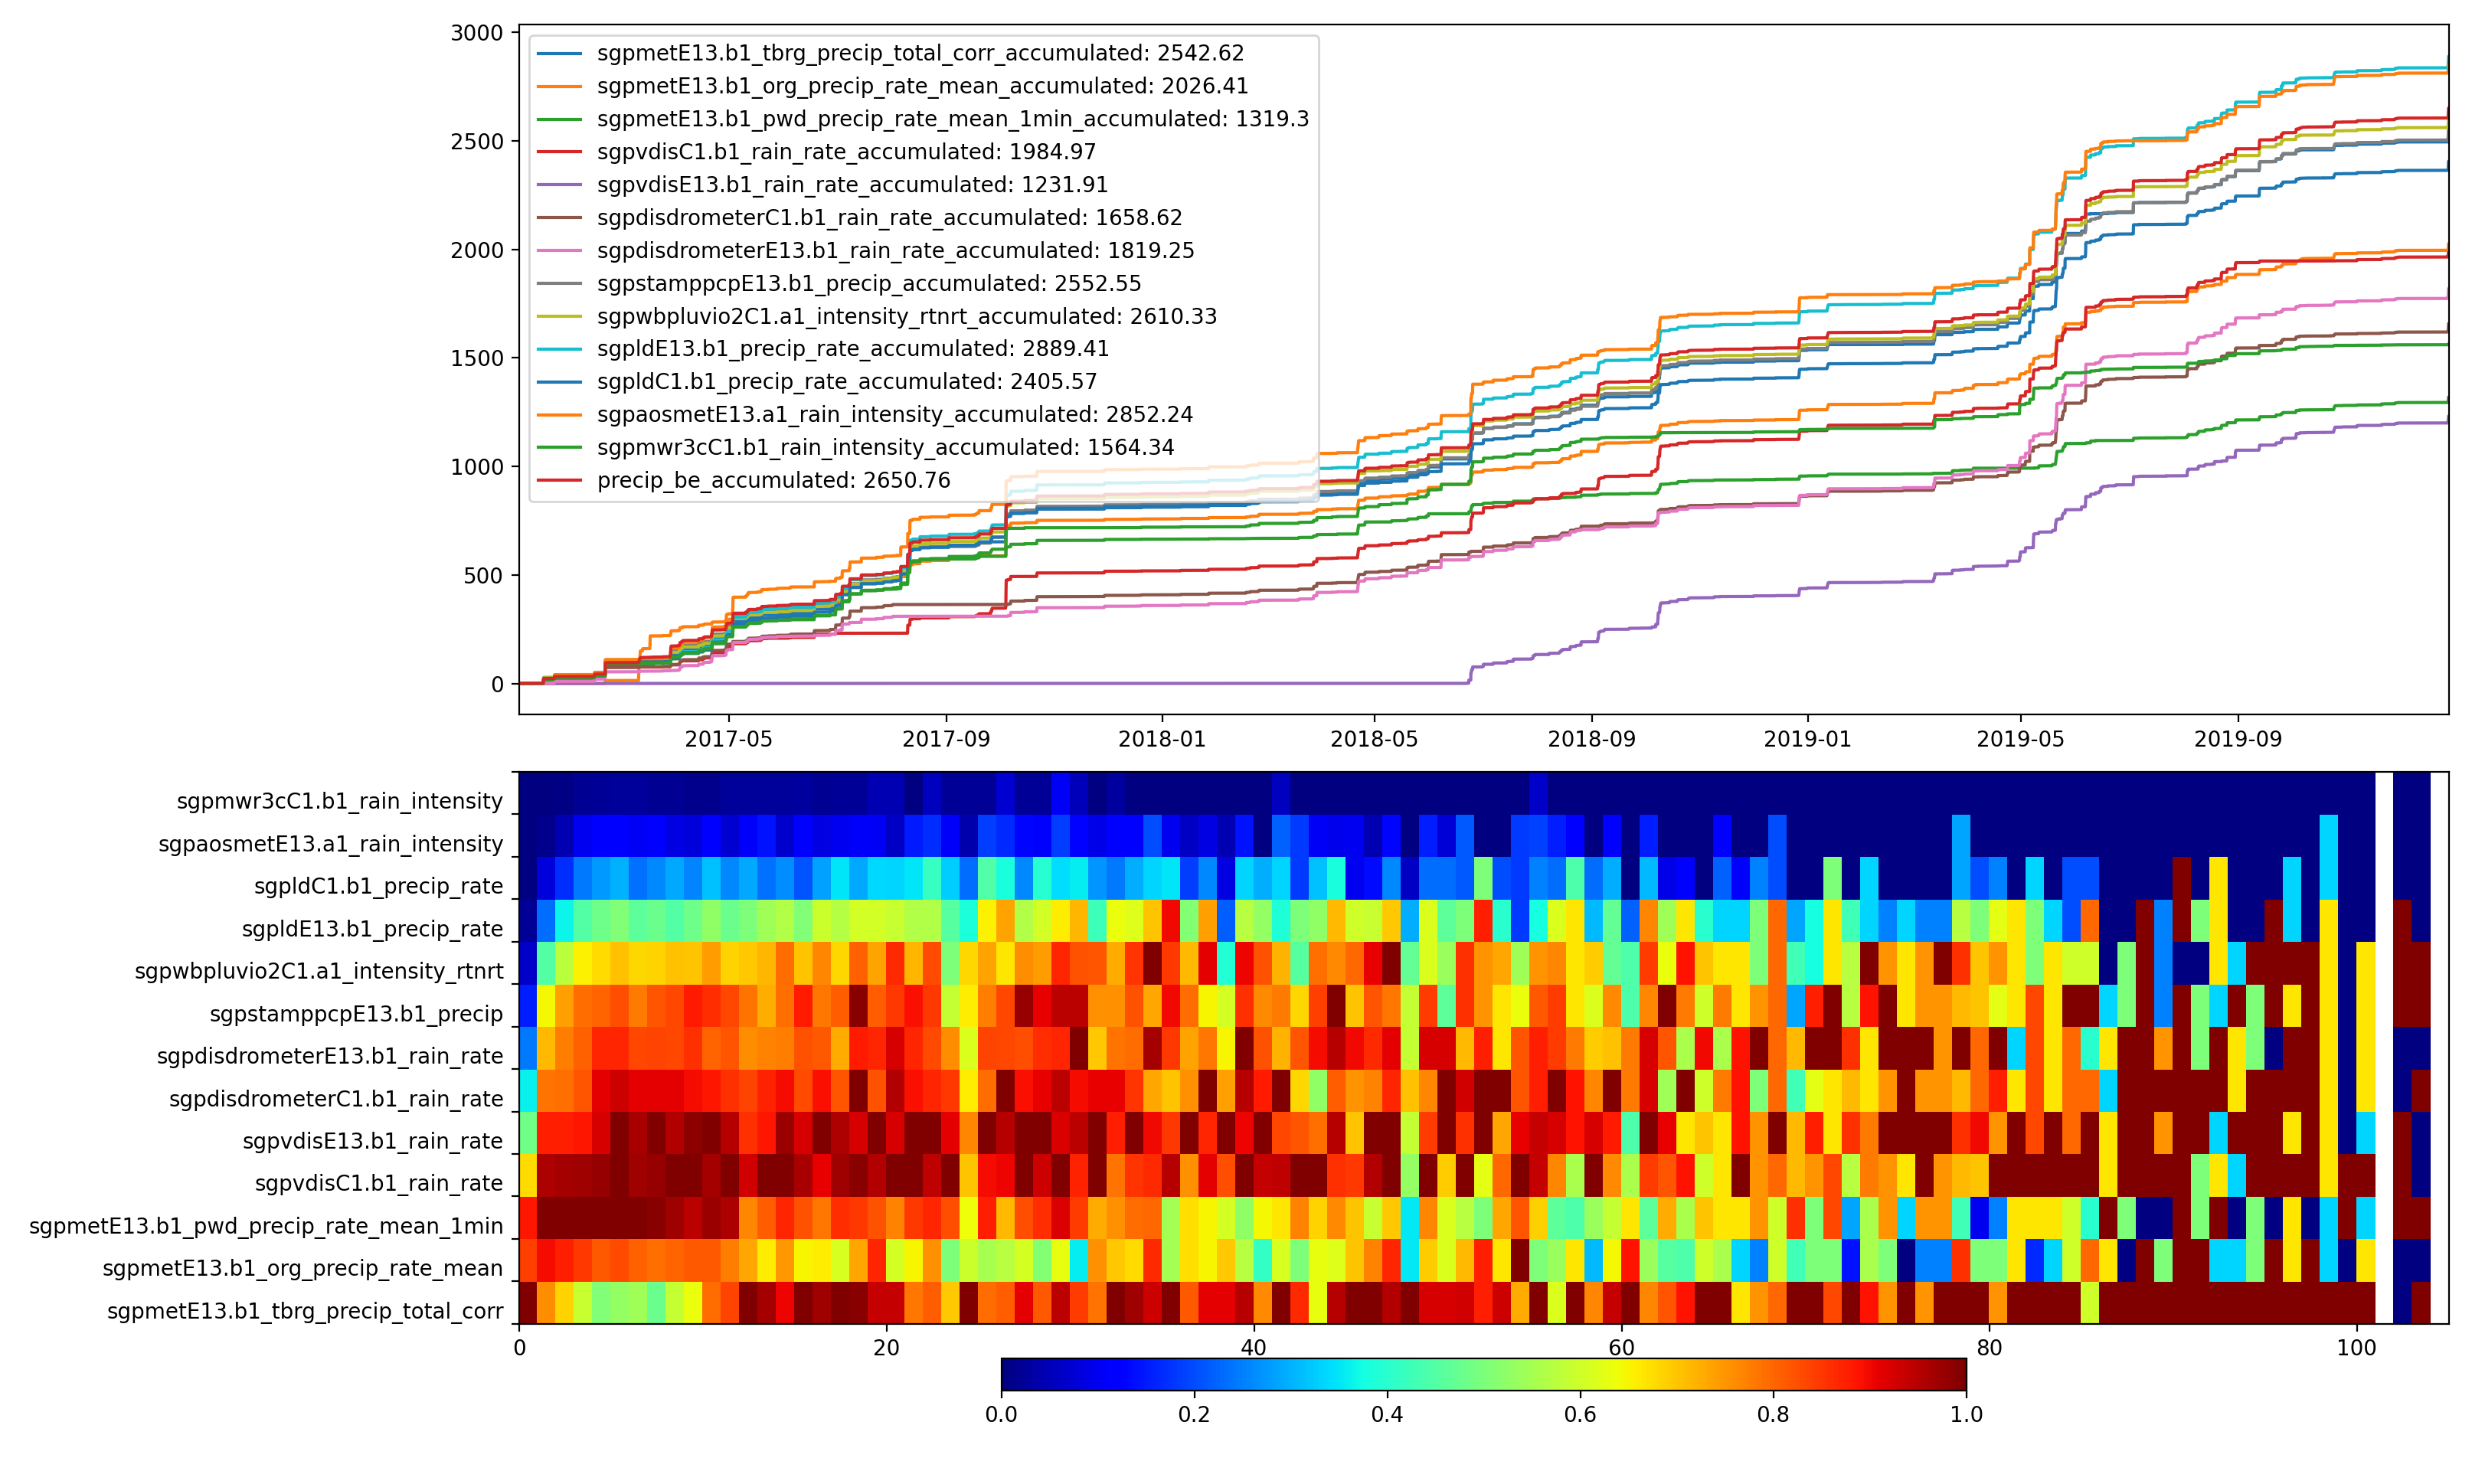 3000
2500
2000
1500
1000
500
0
sgpmetE13.b1_tbrg_precip_total_corr_accumulated: 2542.62
sgpmetE13.b1_org_precip_rate_mean_accumulated: 2026.41
sgpmetE13.b1_pwd_precip_rate_mean_1min_accumulated: 1319.3
sgpvdisC1.b1_rain_rate_accumulated: 1984.97
sgpvdisE13.b1_rain_rate_accumulated: 1231.91
sgpdisdrometerC1.b1_rain_rate_accumulated: 1658.62
sgpdisdrometerE13.b1_rain_rate_accumulated: 1819.25
sgpstamppcpE13.b1_precip_accumulated: 2552.55
sgpwbpluvio2C1.a1_intensity_rtnrt_accumulated: 2610.33
sgpldE13.b1_precip_rate_accumulated: 2889.41
sgpldC1.b1_precip_rate_accumulated: 2405.57
sgpaosmetE13.a1_rain_intensity_accumulated: 2852.24
sgpmwr3cC1.b1_rain_intensity_accumulated: 1564.34
precip_be_accumulated: 2650.76
2017-05 2017-09 2018-01 2018-05 2018-09 2019-01 2019-05 2019-09
sgpmwr3cC1.b1_rain_intensity
sgpaosmetE13.a1_rain_intensity
sgpldC1.b1_precip_rate
sgpldE13.b1_precip_rate
sgpwbpluvio2C1.a1_intensity_rtnrt
sgpstamppcpE13.b1_precip
sgpdisdrometerE13.b1_rain_rate
sgpdisdrometerC1.b1_rain_rate
sgpvdisE13.b1_rain_rate
sgpvdisC1.b1_rain_rate
sgpmetE13.b1_pwd_precip_rate_mean_1min
sgpmetE13.b1_org_precip_rate_mean
sgpmetE13.b1_tbrg_precip_total_corr
0 20 40 60 80 100
0.0 0.2 0.4 0.6 0.8 1.0